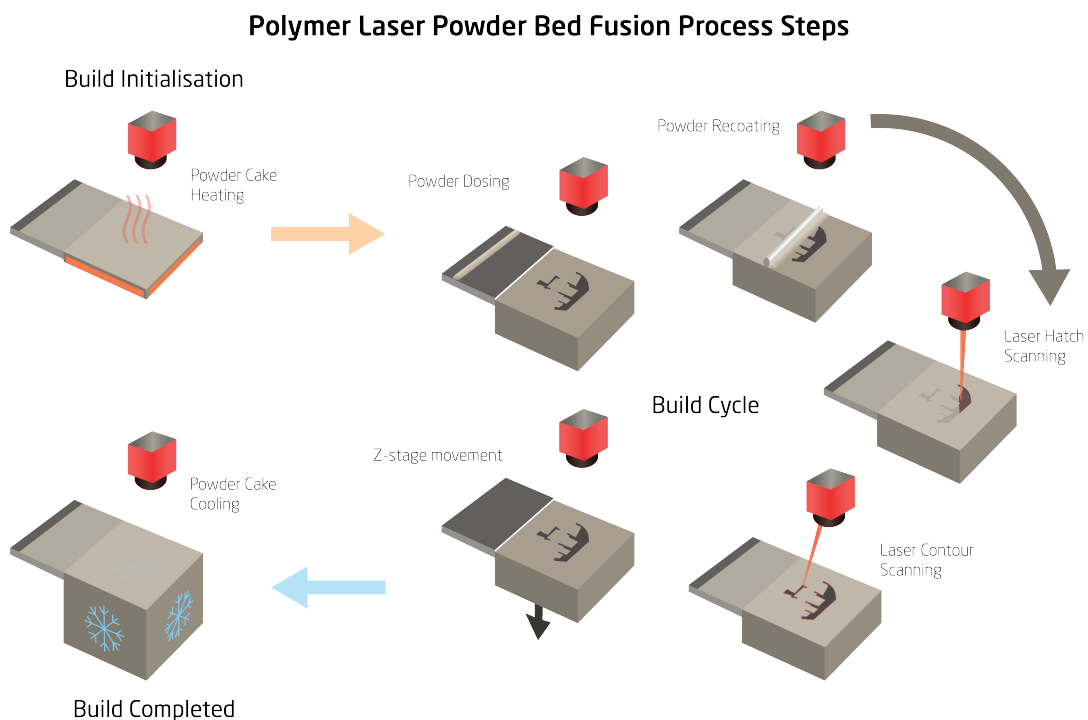 Polymer Laser Powder Bed Fusion Process Steps
Build Initialisation
Powder Cake
Heating
Powder Dosing
Powder Recoating
Laser Hatch
Scanning
Build Cycle
Laser Contour
Scanning
Z-stage movement
Powder Cake
Cooling
Build Completed